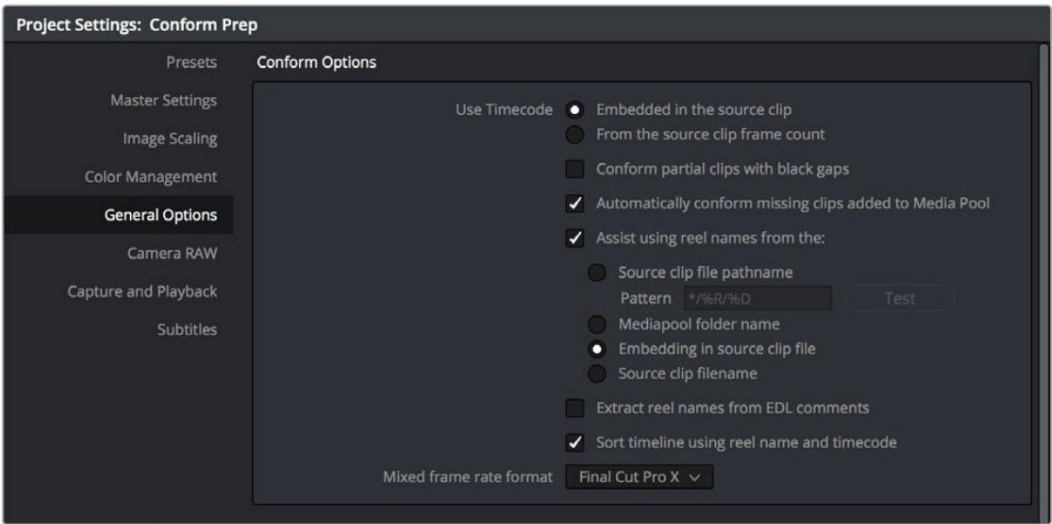 Project Settings: Conform Prep
Presets
Master Settings
Image Scaling
Color Management
General Options
Camera RAW
Capture and Playback
Subtitles
Conform Options
Use Timecode Embedded in the source clip
From the source clip frame count
Conform partial clips with black gaps
Automatically conform missing clips added to Media Pool
Assist using reel names from the:
Source clip file pathname
Pattern */%R/%D Test
Mediapool folder name
Embedding in source clip file
Source clip filename
Extract reel names from EDL comments
Sort timeline using reel name and timecode
Mixed frame rate format Final Cut Pro X